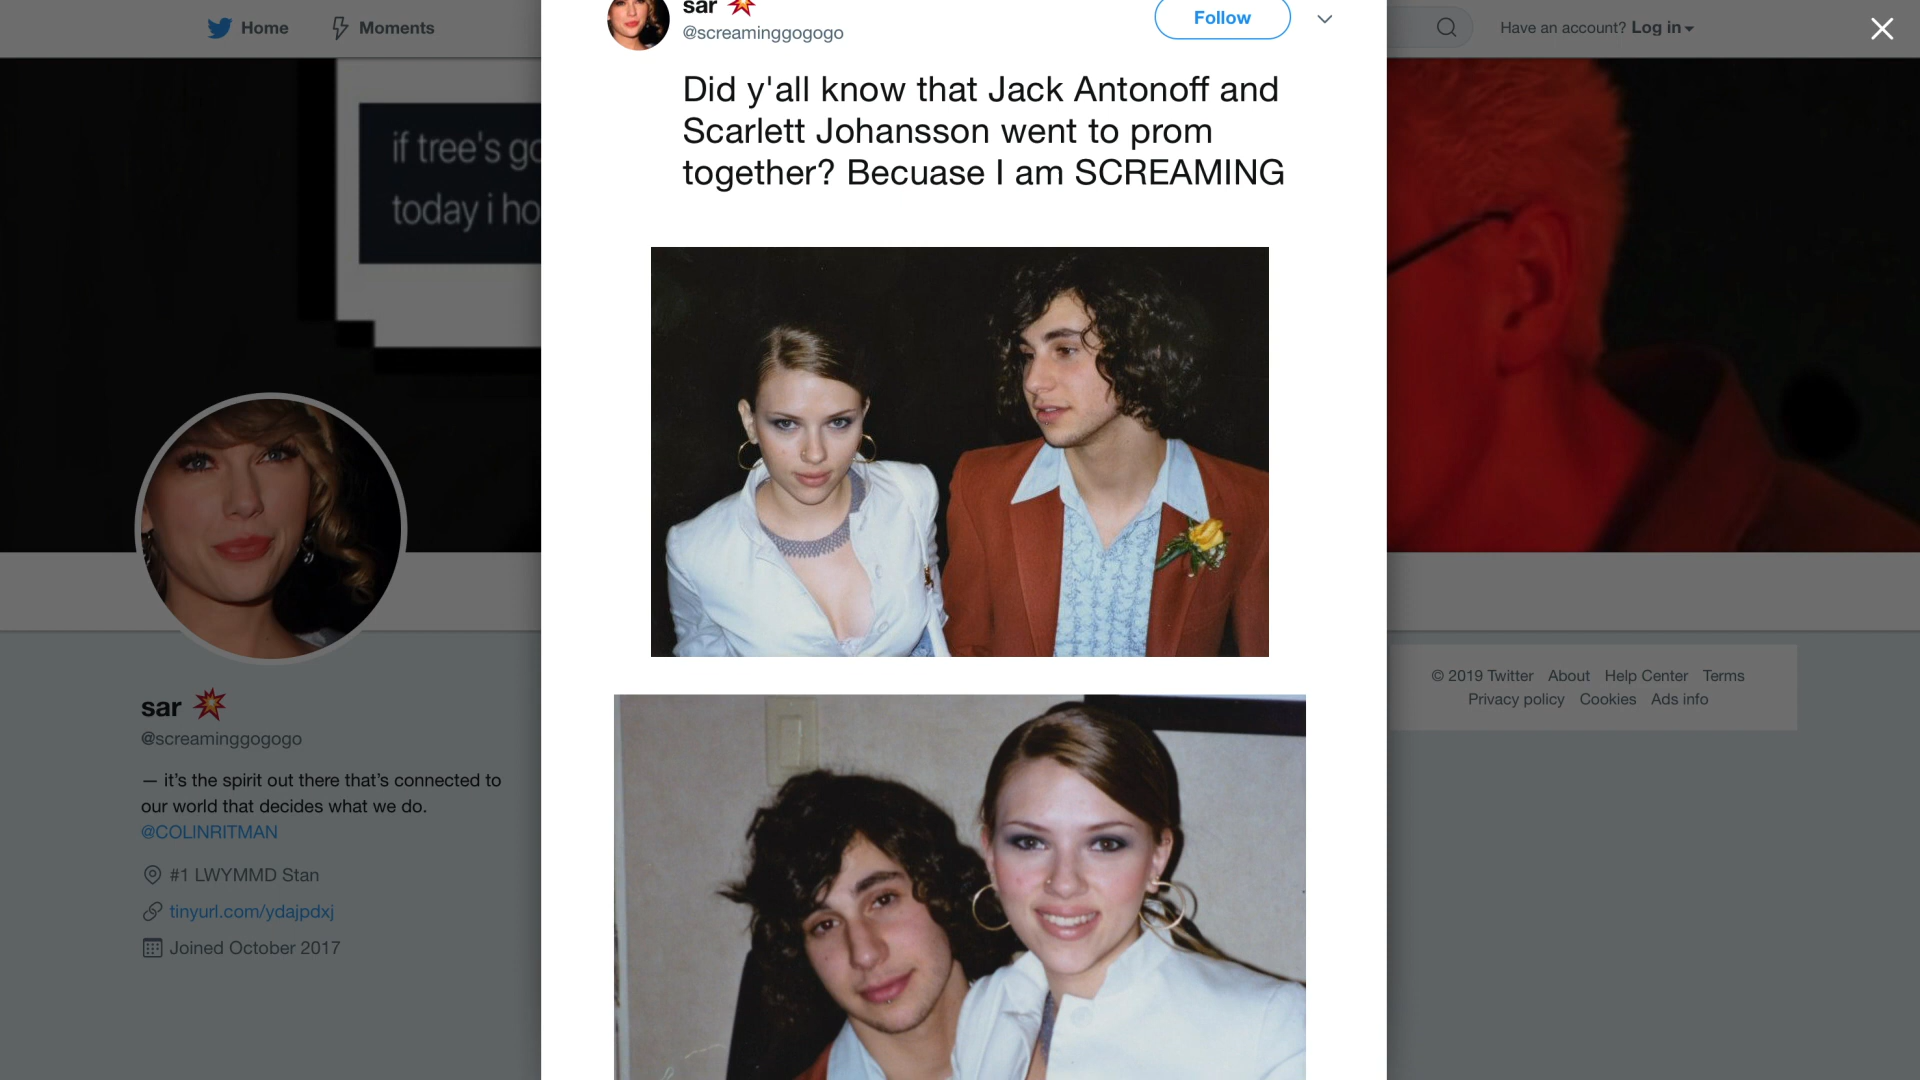 Home
Moments
Have an account? Log in
sar
@screaminggogogo
Follow
Did y'all know that Jack Antonoff and
Scarlett Johansson went to prom
together? Becuase I am SCREAMING
if tree's go
today i ho
sar
@screaminggogogo
— it's the spirit out there that's connected to
our world that decides what we do.
@COLINRITMAN
#1 LWYMMD Stan
tinyurl.com/ydajpdxj
Joined October 2017
© 2019 Twitter About Help Center Terms
Privacy policy Cookies Ads info